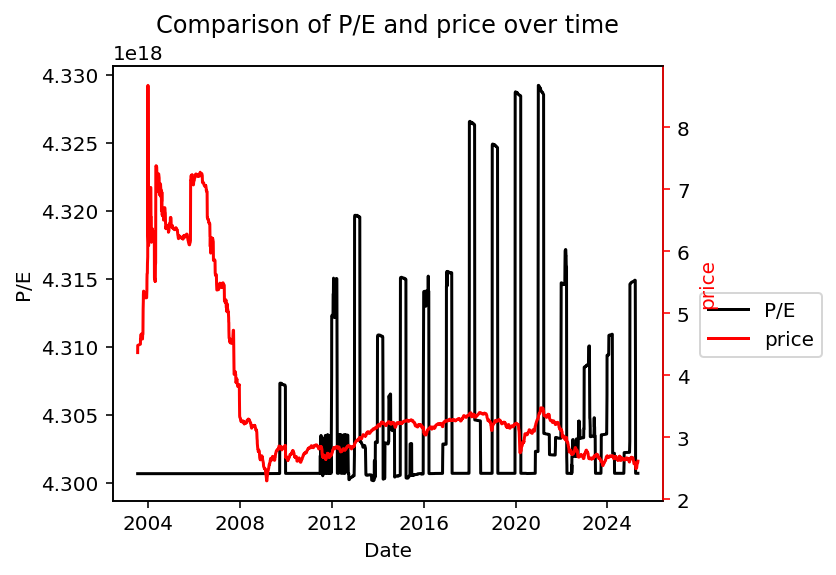 Comparison of P/E and price over time
1e18
4.330
4.325
4.320
4.315
4.310
4.305
4.300
P/E
8
7
6
5
4
3
2
price
P/E
price
2004 2008 2012 2016 2020 2024
Date